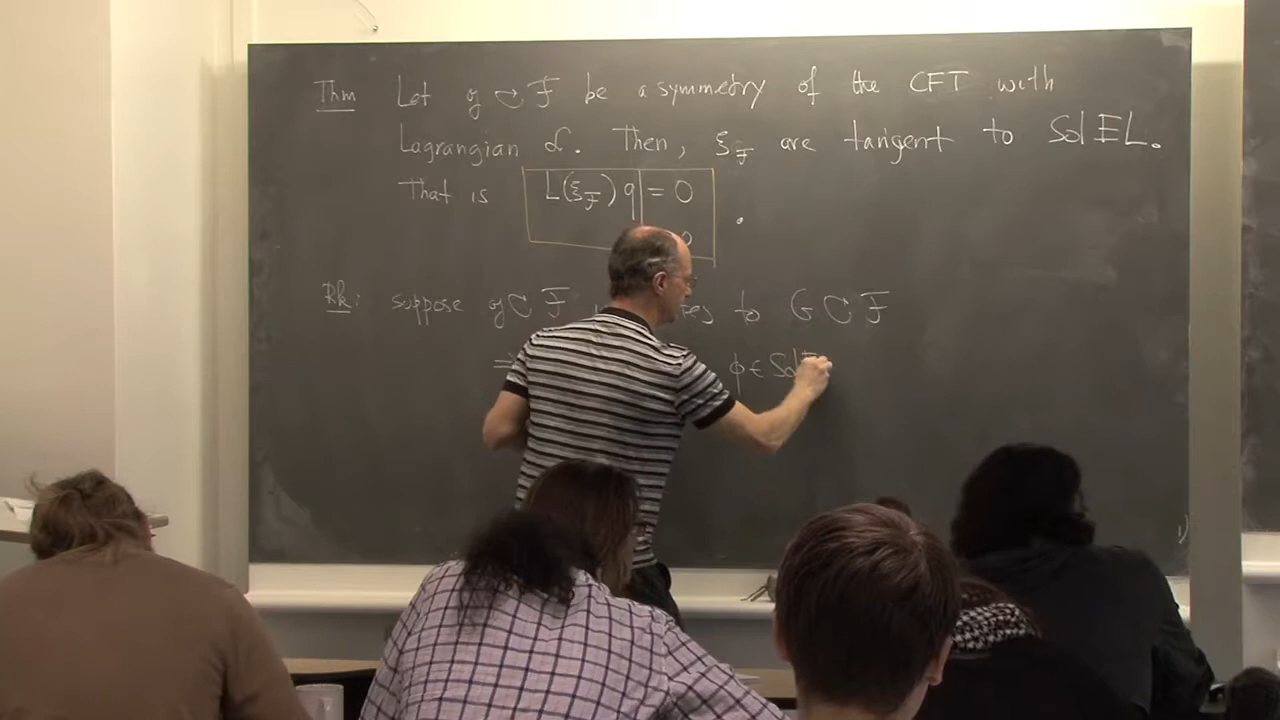 Thm Let 𝔤 ⟳ F be a symmetry of the CFT with
Lagrangian ℒ. Then, ξ_F are tangent to Sol EL.
That is L(ξ_F) q | = 0
0
Rk: suppose 𝔤 ⟳ F to G ⟳ F
⇒ ϕ ∈ Sol